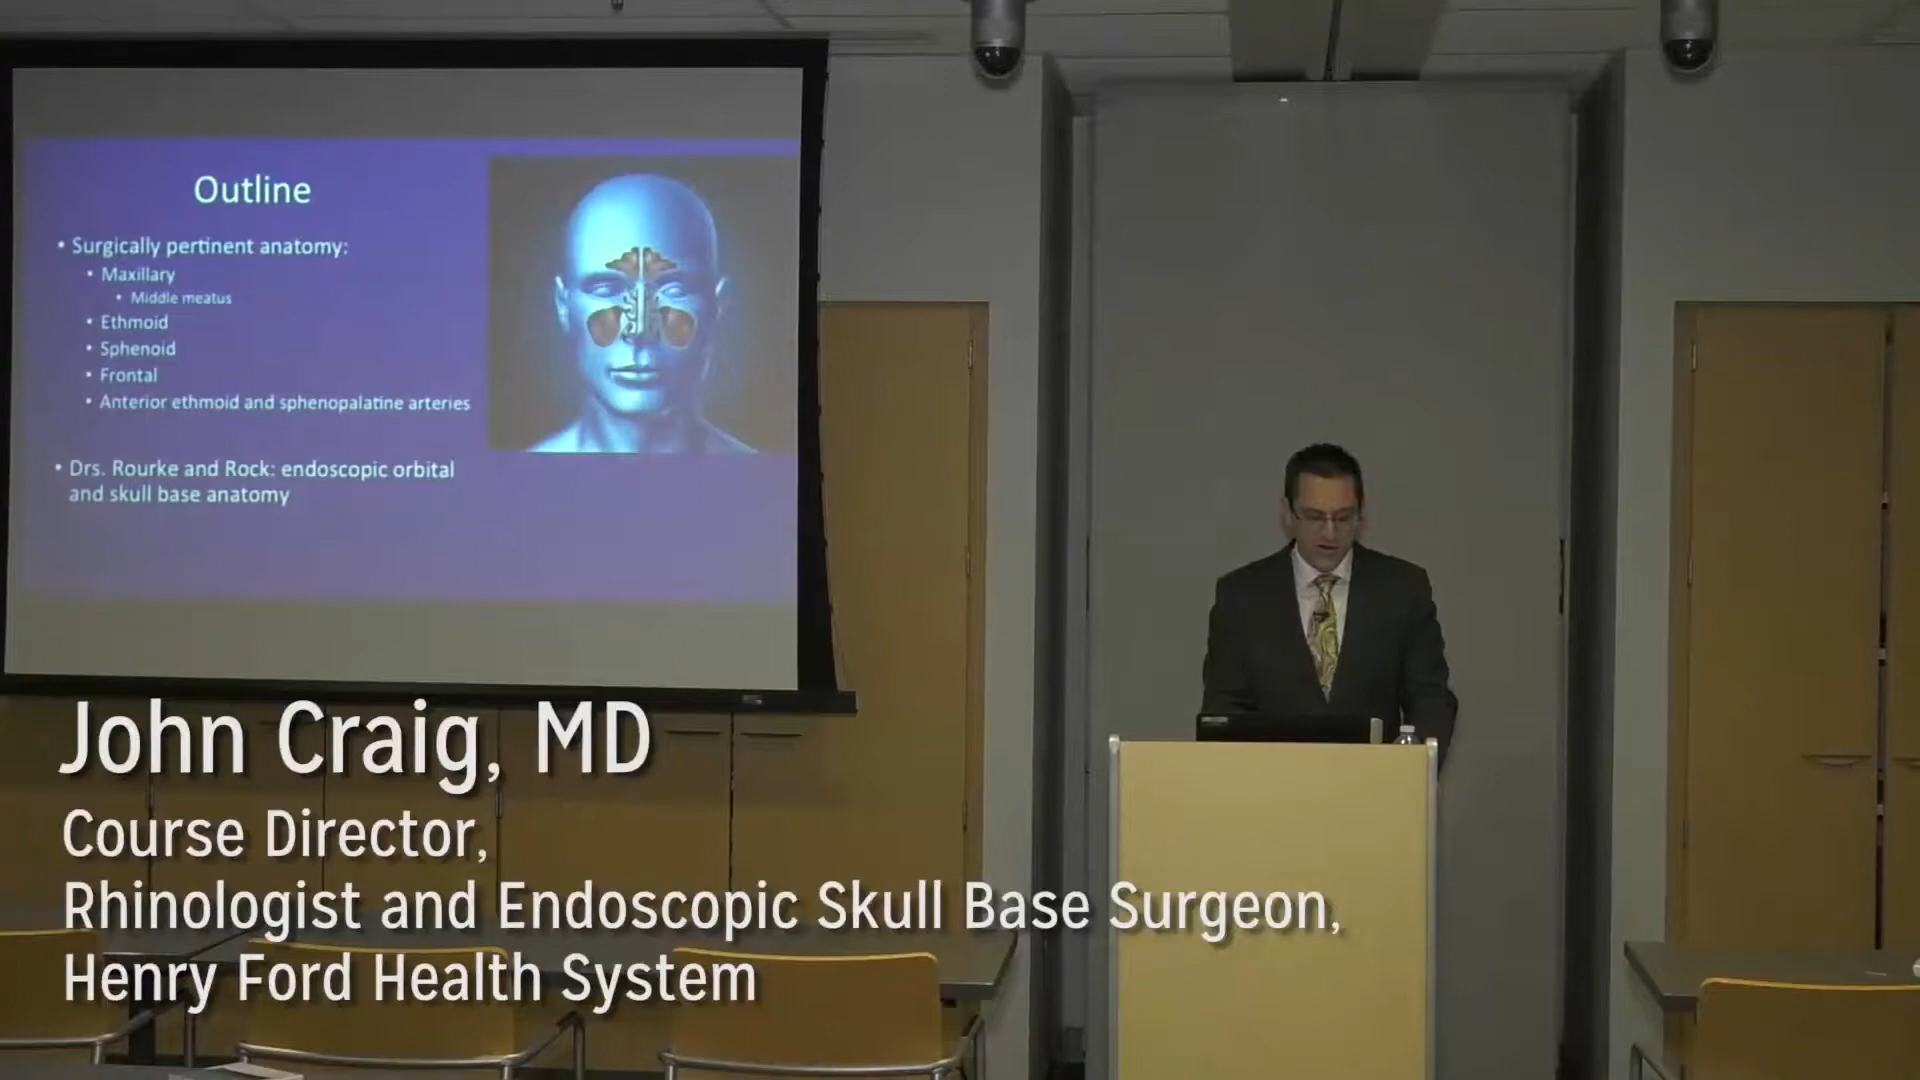 Outline
• Surgically pertinent anatomy:
• Maxillary
• Middle meatus
• Ethmoid
• Sphenoid
• Frontal
• Anterior ethmoid and sphenopalatine arteries
• Drs. Rourke and Rock: endoscopic orbital
and skull base anatomy
John Craig, MD
Course Director,
Rhinologist and Endoscopic Skull Base Surgeon,
Henry Ford Health System